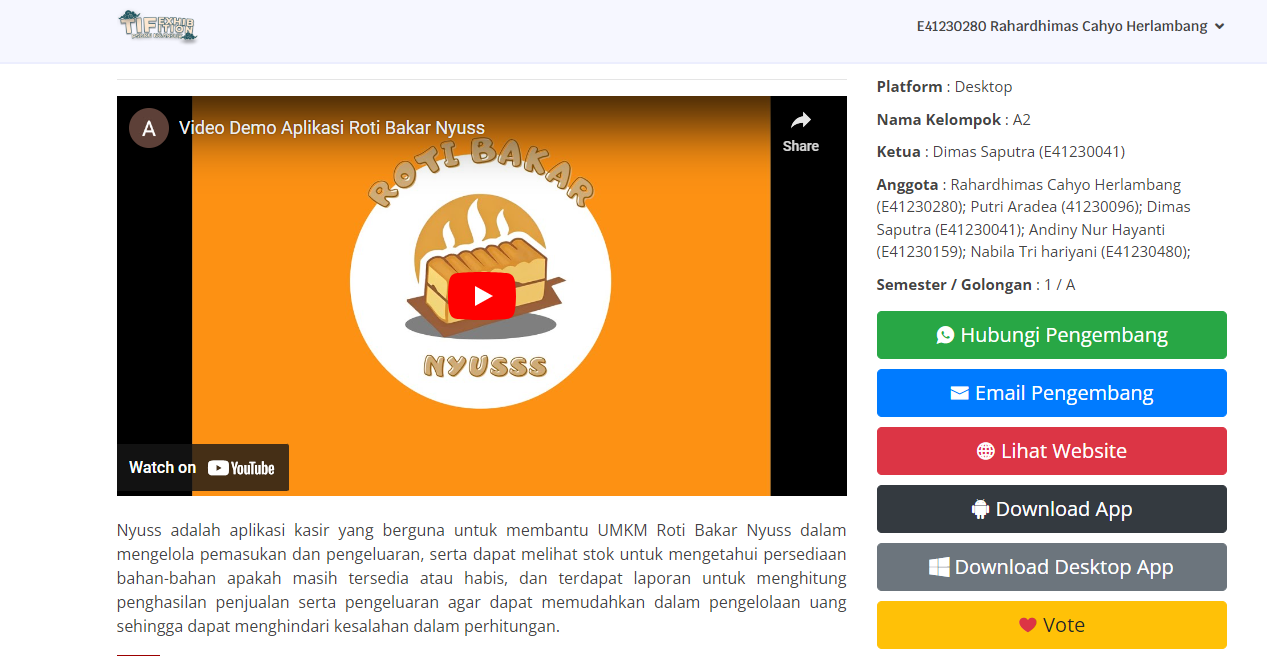 TIF EXHIBITION
E41230280 Rahardhimas Cahyo Herlambang
A
Video Demo Aplikasi Roti Bakar Nyuss
Share
ROTI BAKAR
NYUSSS
Watch on YouTube
Nyuss adalah aplikasi kasir yang berguna untuk membantu UMKM Roti Bakar Nyuss dalam
mengelola pemasukan dan pengeluaran, serta dapat melihat stok untuk mengetahui persediaan
bahan-bahan apakah masih tersedia atau habis, dan terdapat laporan untuk menghitung
penghasilan penjualan serta pengeluaran agar dapat memudahkan dalam pengelolaan uang
sehingga dapat menghindari kesalahan dalam perhitungan.
Platform : Desktop
Nama Kelompok : A2
Ketua : Dimas Saputra (E41230041)
Anggota : Rahardhimas Cahyo Herlambang
(E41230280); Putri Aradea (41230096); Dimas
Saputra (E41230041); Andiny Nur Hayanti
(E41230159); Nabila Tri hariyani (E41230480);
Semester / Golongan : 1 / A
Hubungi Pengembang
Email Pengembang
Lihat Website
Download App
Download Desktop App
Vote